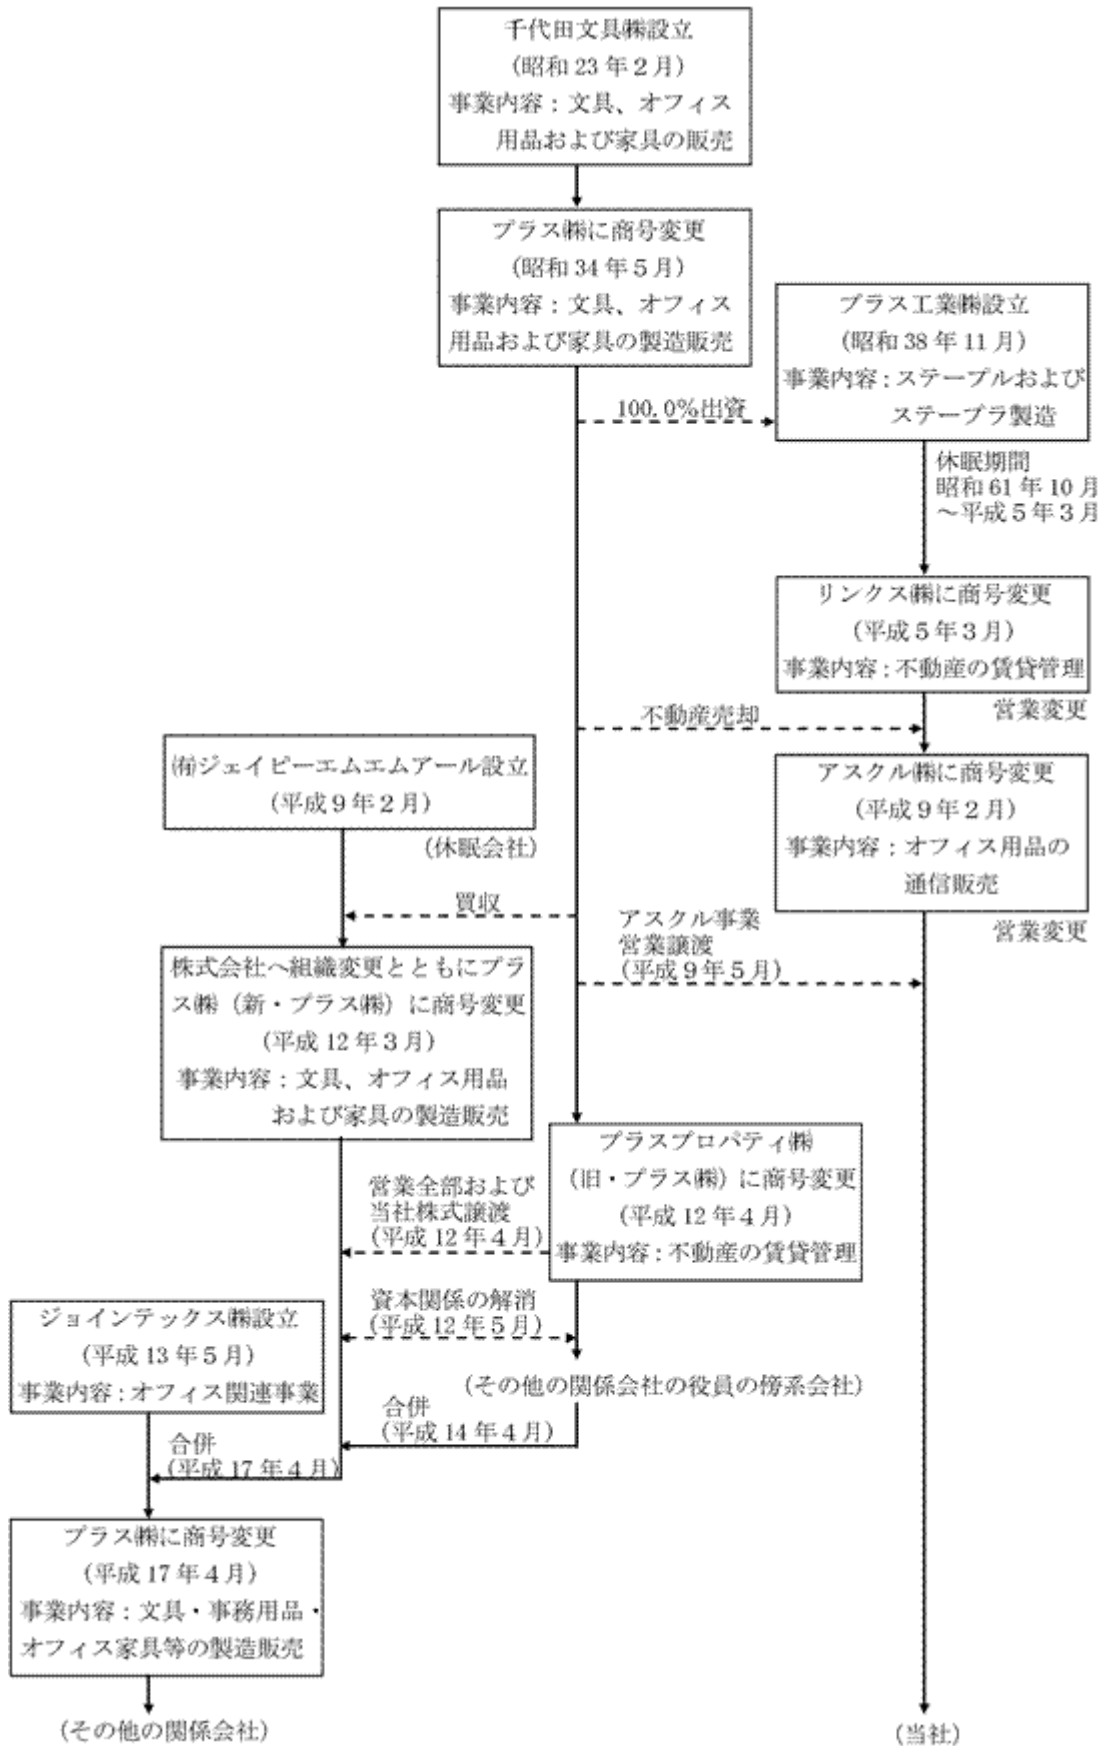 千代田文具㈱設立
(昭和23年2月)
事業内容：文具、オフィス
用品および家具の販売
プラス㈱に商号変更
(昭和34年5月)
事業内容：文具、オフィス
用品および家具の製造販売
プラス工業㈱設立
(昭和38年11月)
事業内容：ステープルおよび
ステープラ製造
100.0%出資
休眠期間
昭和61年10月
～平成5年3月
リンクス㈱に商号変更
(平成5年3月)
事業内容：不動産の賃貸管理
営業変更
不動産売却
㈲ジェイピーエムエムアール設立
(平成9年2月)
(休眠会社)
アスクル㈱に商号変更
(平成9年2月)
事業内容：オフィス用品の
通信販売
営業変更
買収
アスクル事業
営業譲渡
(平成9年5月)
株式会社へ組織変更とともにプラ
ス㈱（新・プラス㈱）に商号変更
(平成12年3月)
事業内容：文具、オフィス用品
および家具の製造販売
プラスプロパティ㈱
（旧・プラス㈱）に商号変更
(平成12年4月)
事業内容：不動産の賃貸管理
営業全部および
当社株式譲渡
(平成12年4月)
資本関係の解消
(平成12年5月)
ジョインテックス㈱設立
(平成13年5月)
事業内容：オフィス関連事業
(その他の関係会社の役員の傍系会社)
合併
(平成14年4月)
合併
(平成17年4月)
プラス㈱に商号変更
(平成17年4月)
事業内容：文具・事務用品・
オフィス家具等の製造販売
(その他の関係会社)
(当社)